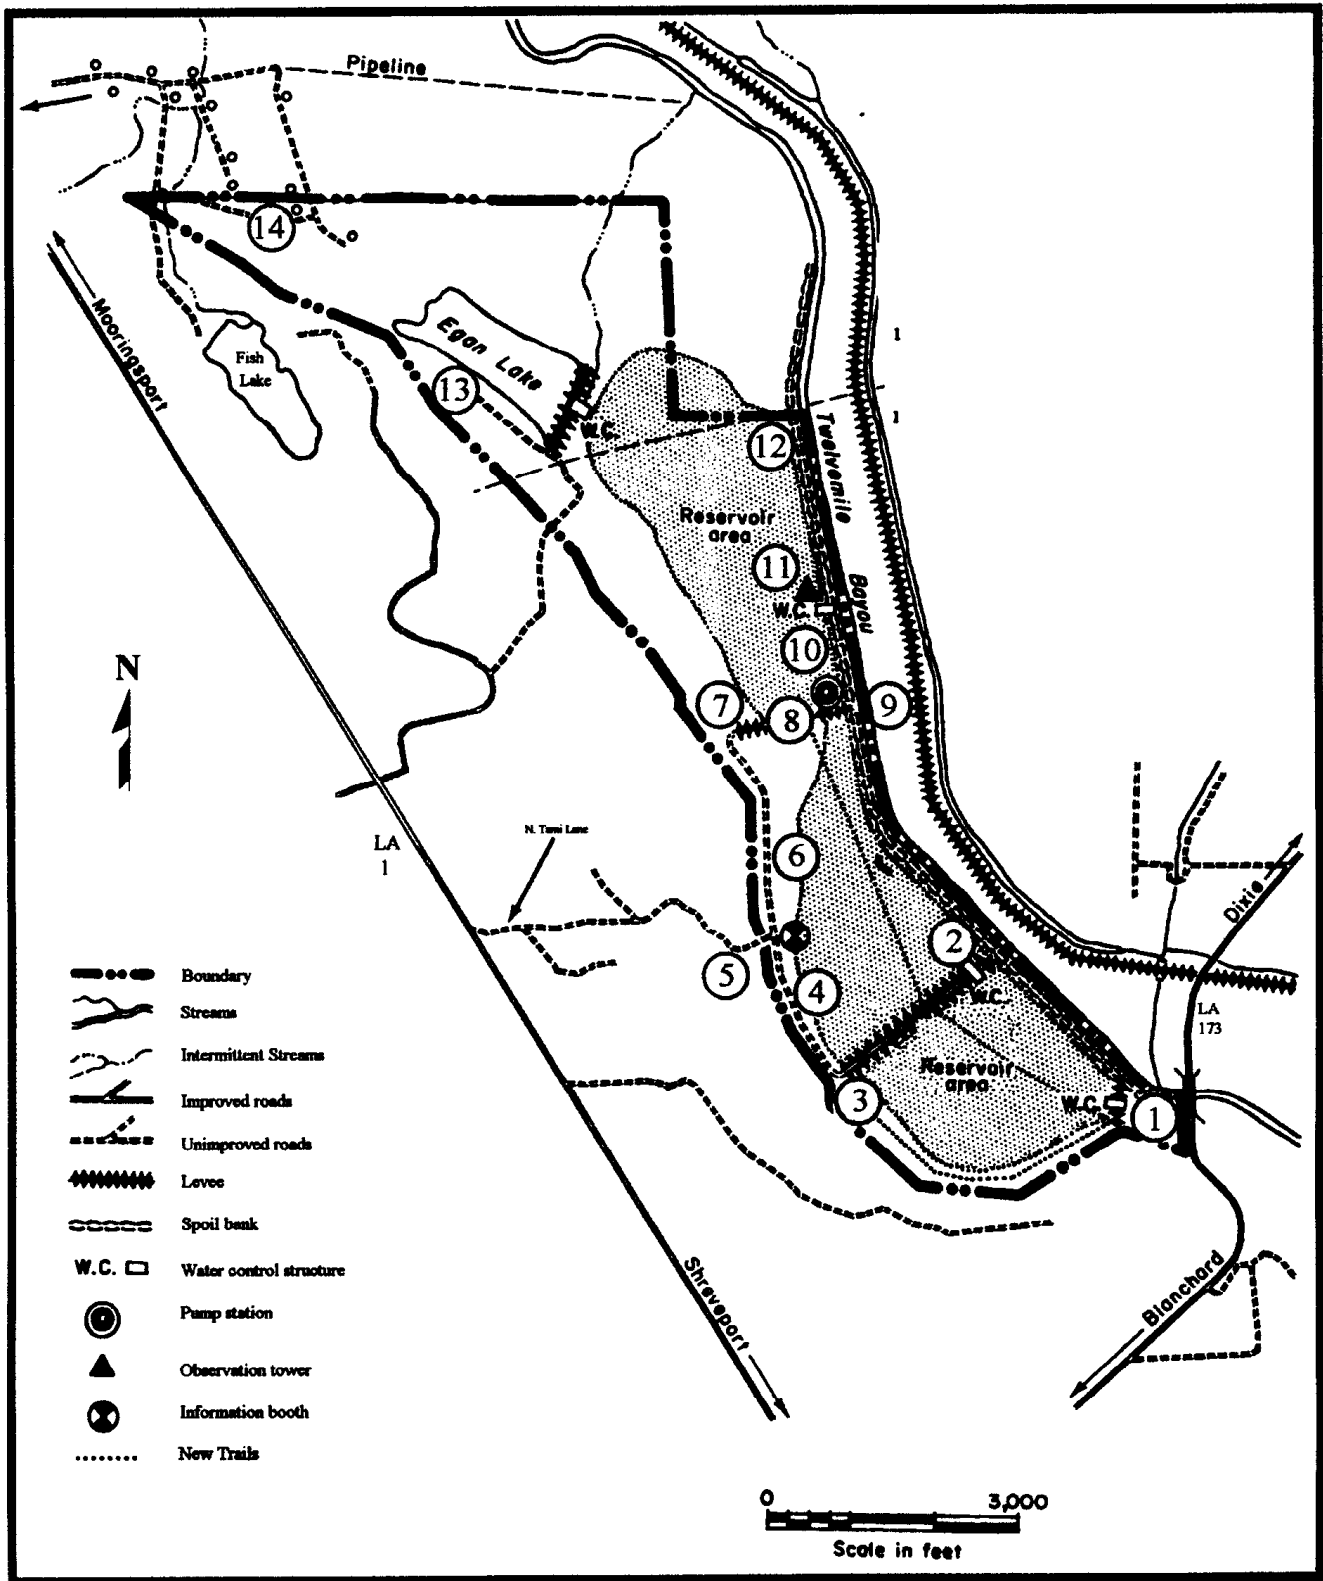 Pipeline
14
Mooringsport
Fish
Lake
Egan Lake
13
W.C.
12
Twelvemile
Bayou
1
1
Reservoir
area
11
W.C.
10
N
7
8
9
LA
1
N. Tumi Lane
6
5
4
2
W.C.
Dixie
LA
173
Reservoir
area
3
W.C.
1
Boundary
Streams
Intermittent Streams
Improved roads
Unimproved roads
Levee
Spoil bank
W.C.
Water control structure
Pump station
Observation tower
Information booth
New Trails
Shreveport
Blanchard
0
3,000
Scale in feet